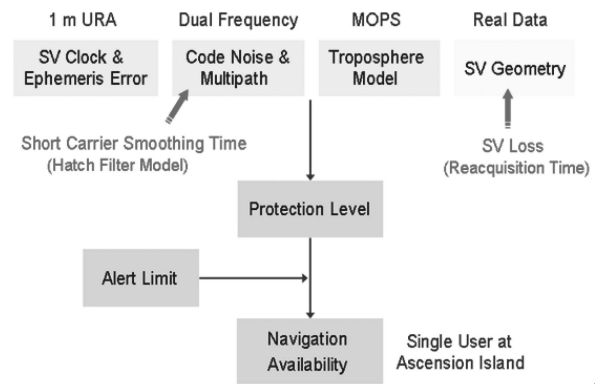 1 m URA
Dual Frequency
MOPS
Real Data
SV Clock &
Ephemeris Error
Code Noise &
Multipath
Troposphere
Model
SV Geometry
Short Carrier Smoothing Time
(Hatch Filter Model)
SV Loss
(Reacquisition Time)
Protection Level
Alert Limit
Navigation
Availability
Single User at
Ascension Island